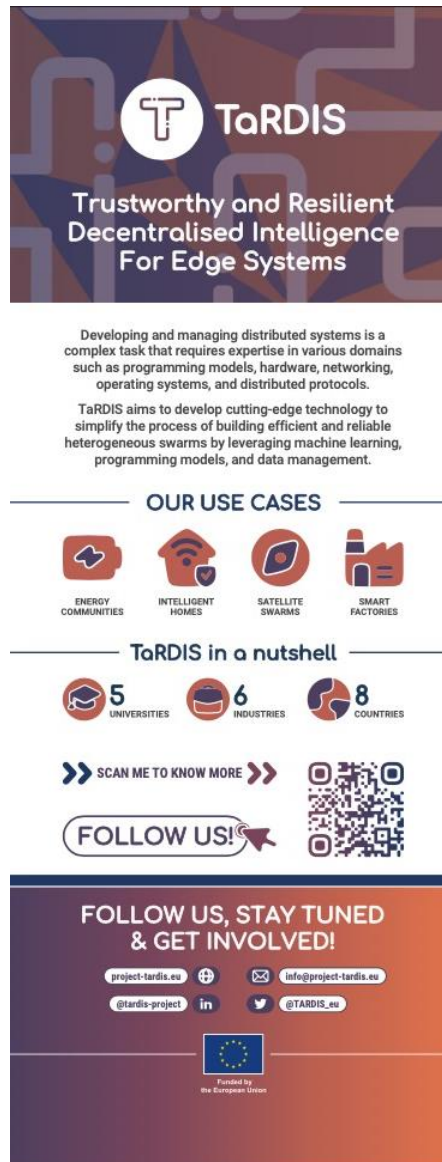 TaRDIS
Trustworthy and Resilient
Decentralised Intelligence
For Edge Systems
Developing and managing distributed systems is a
complex task that requires expertise in various domains
such as programming models, hardware, networking,
operating systems, and distributed protocols.
TaRDIS aims to develop cutting-edge technology to
simplify the process of building efficient and reliable
heterogeneous swarms by leveraging machine learning,
programming models, and data management.
OUR USE CASES
ENERGY
COMMUNITIES
INTELLIGENT
HOMES
SATELLITE
SWARMS
SMART
FACTORIES
TaRDIS in a nutshell
5
UNIVERSITIES
6
INDUSTRIES
8
COUNTRIES
SCAN ME TO KNOW MORE
FOLLOW US!
FOLLOW US, STAY TUNED
& GET INVOLVED!
project-tardis.eu
info@project-tardis.eu
@tardis-project
in
@TARDIS_eu
Funded by
the European Union